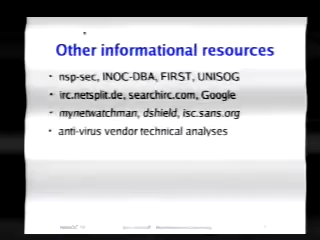 Other informational resources
• nsp-sec, INOC-DBA, FIRST, UNISOG
• irc.netsplit.de, searchirc.com, Google
• mynetwatchman, dshield, isc.sans.org
• anti-virus vendor technical analyses